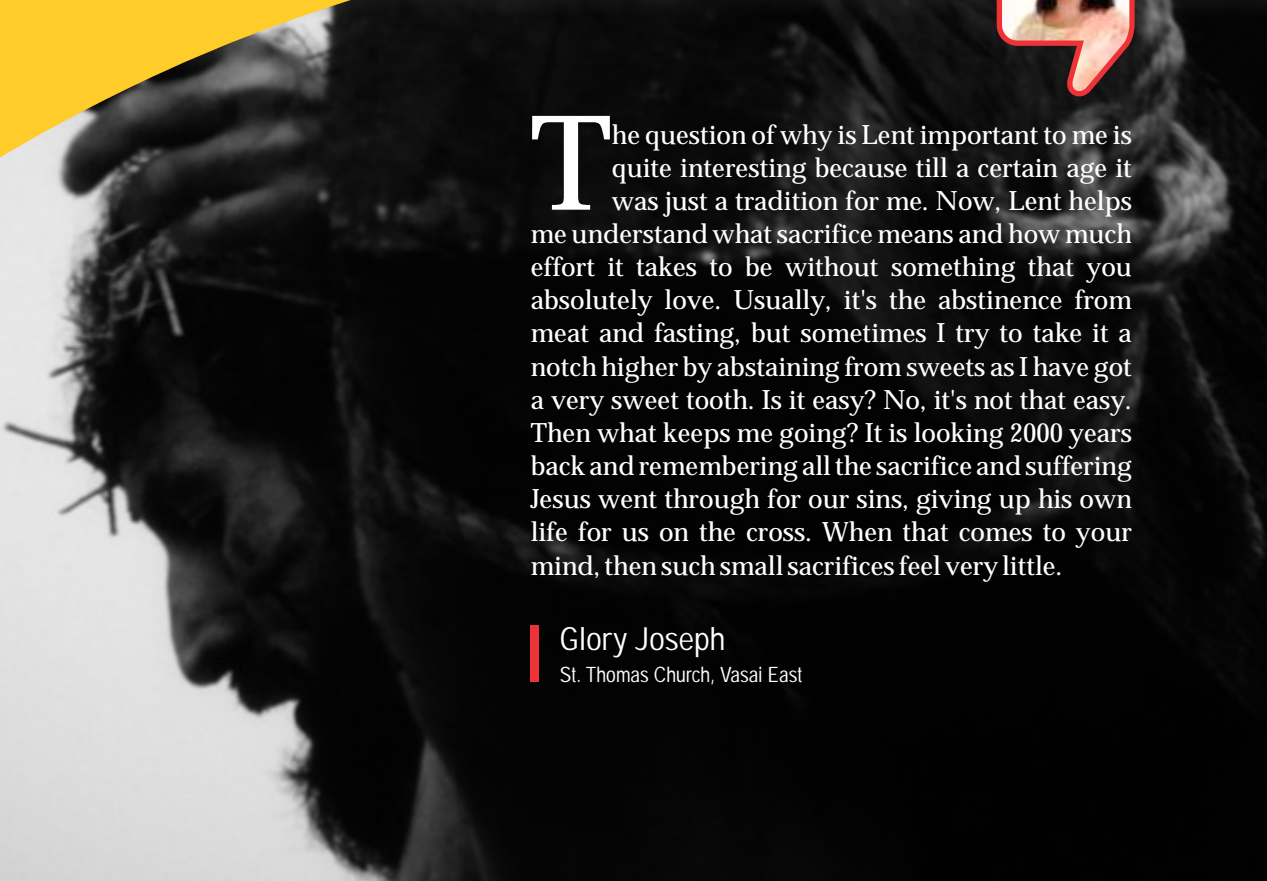 The question of why is Lent important to me is
quite interesting because till a certain age it
was just a tradition for me. Now, Lent helps
me understand what sacrifice means and how much
effort it takes to be without something that you
absolutely love. Usually, it's the abstinence from
meat and fasting, but sometimes I try to take it a
notch higher by abstaining from sweets as I have got
a very sweet tooth. Is it easy? No, it's not that easy.
Then what keeps me going? It is looking 2000 years
back and remembering all the sacrifice and suffering
Jesus went through for our sins, giving up his own
life for us on the cross. When that comes to your
mind, then such small sacrifices feel very little.
Glory Joseph
St. Thomas Church, Vasai East